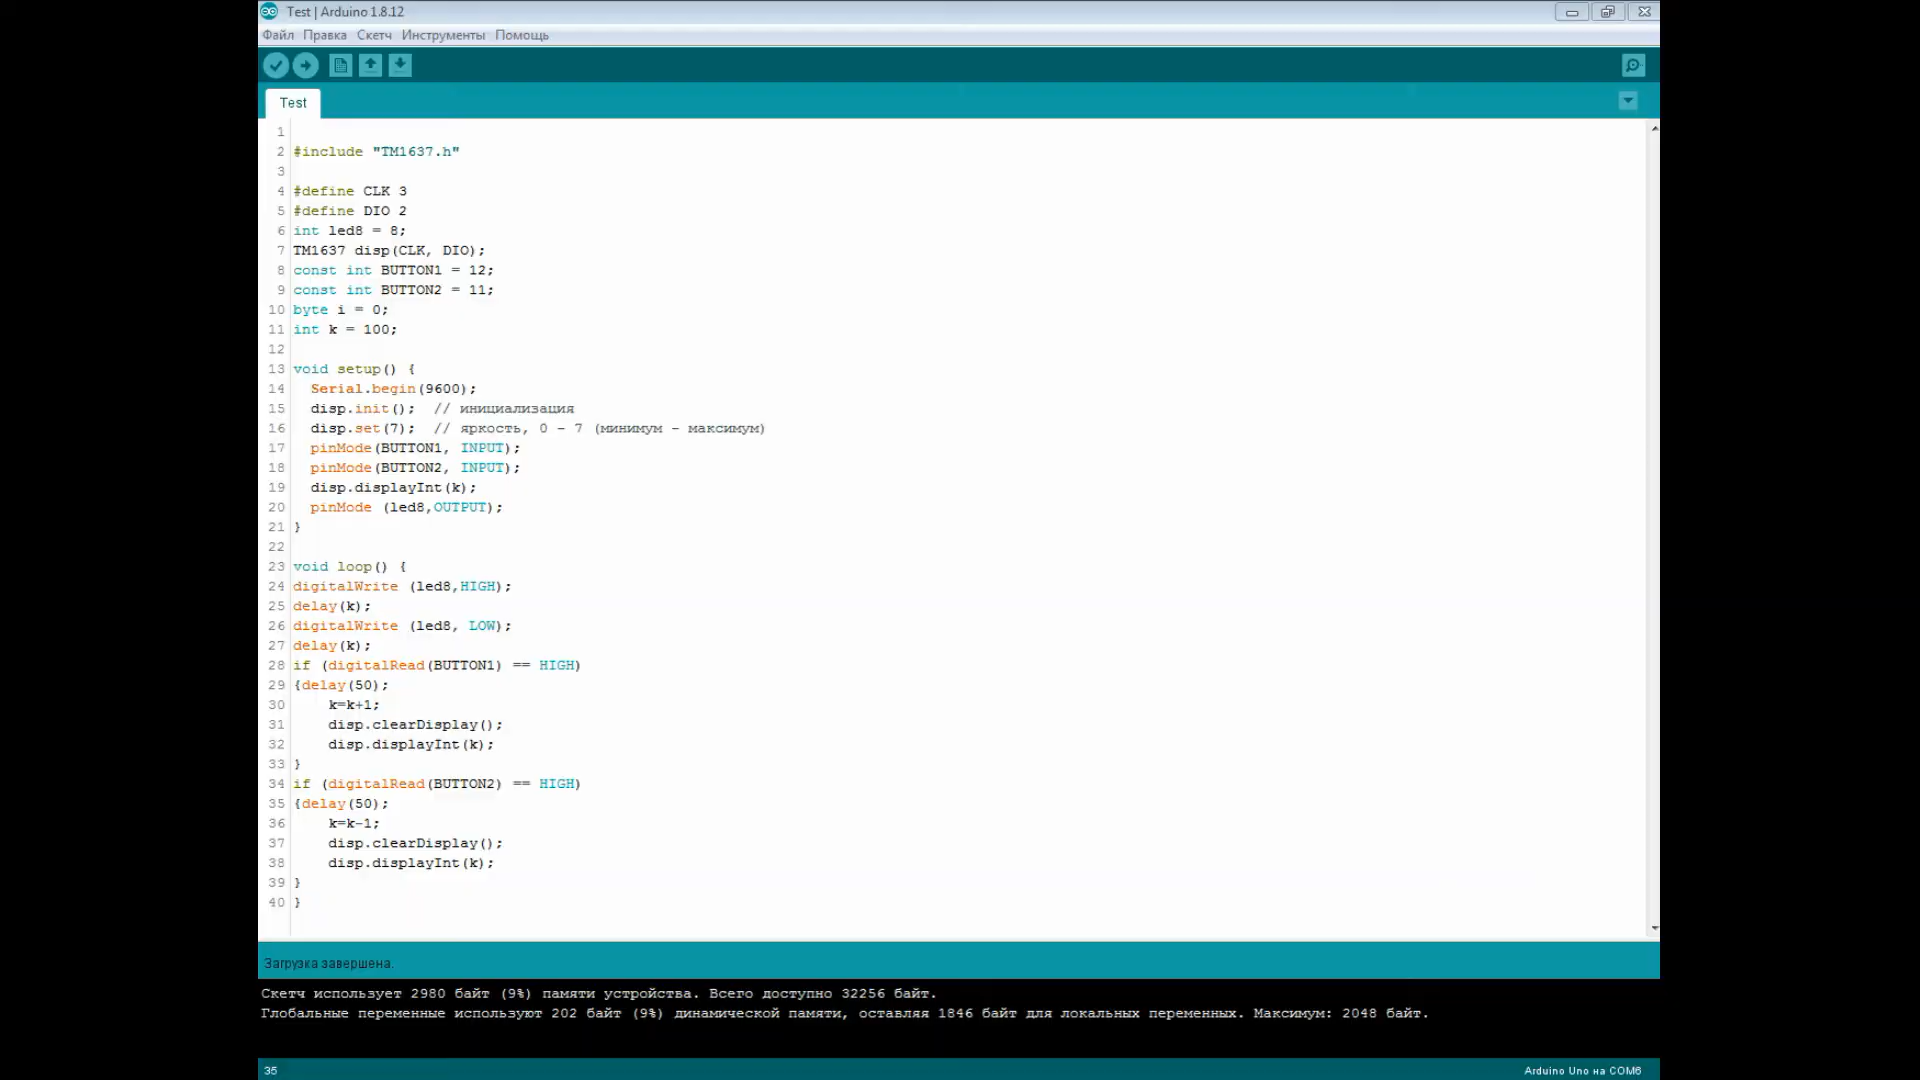 Test | Arduino 1.8.12
Файл Правка Скетч Инструменты Помощь
Test
1
2 #include "TM1637.h"
3
4 #define CLK 3
5 #define DIO 2
6 int led8 = 8;
7 TM1637 disp(CLK, DIO);
8 const int BUTTON1 = 12;
9 const int BUTTON2 = 11;
10 byte i = 0;
11 int k = 100;
12
13 void setup() {
14 Serial.begin(9600);
15 disp.init(); // инициализация
16 disp.set(7); // яркость, 0 - 7 (минимум - максимум)
17 pinMode(BUTTON1, INPUT);
18 pinMode(BUTTON2, INPUT);
19 disp.displayInt(k);
20 pinMode (led8,OUTPUT);
21 }
22
23 void loop() {
24 digitalWrite (led8,HIGH);
25 delay(k);
26 digitalWrite (led8, LOW);
27 delay(k);
28 if (digitalRead(BUTTON1) == HIGH)
29 {delay(50);
30 k=k+1;
31 disp.clearDisplay();
32 disp.displayInt(k);
33 }
34 if (digitalRead(BUTTON2) == HIGH)
35 {delay(50);
36 k=k-1;
37 disp.clearDisplay();
38 disp.displayInt(k);
39 }
40 }
Загрузка завершена.
Скетч использует 2980 байт (9%) памяти устройства. Всего доступно 32256 байт.
Глобальные переменные используют 202 байт (9%) динамической памяти, оставляя 1846 байт для локальных переменных. Максимум: 2048 байт.
35 Arduino Uno на COM6